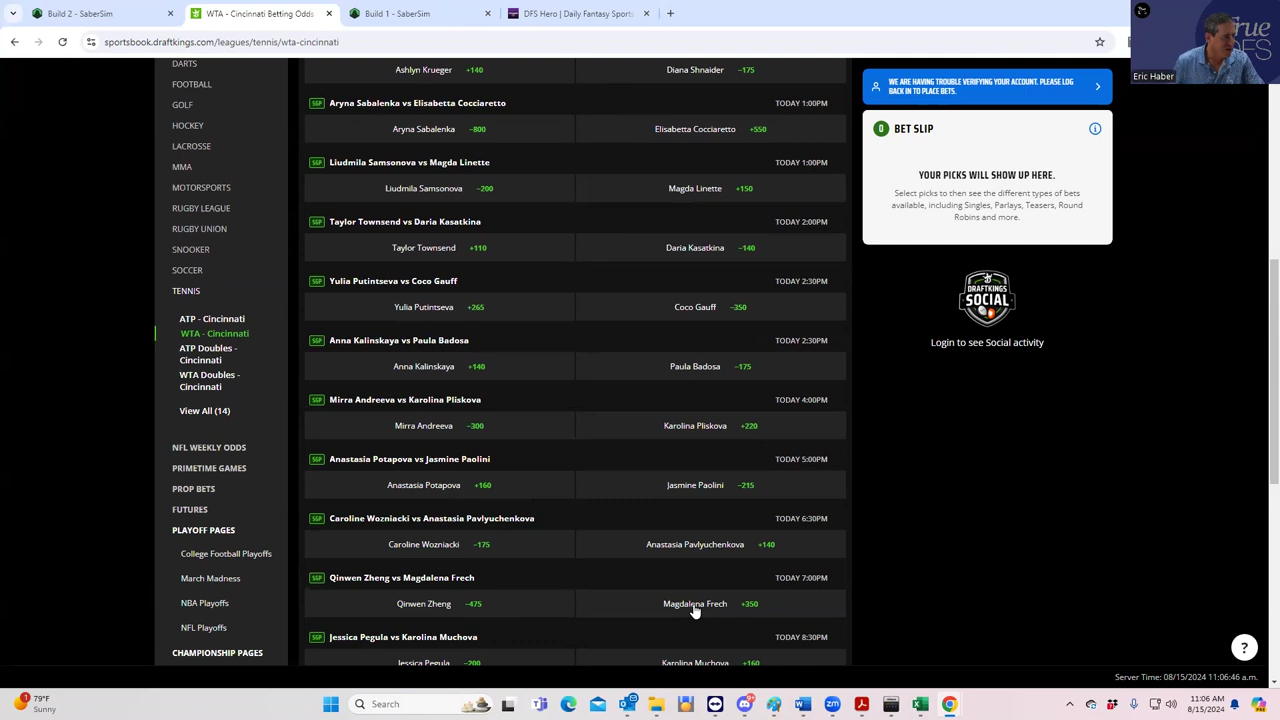 Build 2 - SaberSim
WTA - Cincinnati Betting Odds
Build 1 - SaberSim
DFS Hero | Daily Fantasy Sports
sportsbook.draftkings.com/leagues/tennis/wta-cincinnati
Eric Haber
DARTS
FOOTBALL
GOLF
HOCKEY
LACROSSE
MMA
MOTORSPORTS
RUGBY LEAGUE
RUGBY UNION
SNOOKER
SOCCER
TENNIS
ATP - Cincinnati
WTA - Cincinnati
ATP Doubles -
Cincinnati
WTA Doubles -
Cincinnati
View All (14)
NFL WEEKLY ODDS
PRIMETIME GAMES
PROP BETS
FUTURES
PLAYOFF PAGES
College Football Playoffs
March Madness
NBA Playoffs
NFL Playoffs
CHAMPIONSHIP PAGES
Ashlyn Krueger +140 Diana Shnaider −175
SGP Aryna Sabalenka vs Elisabetta Cocciaretto TODAY 1:00PM
Aryna Sabalenka −800 Elisabetta Cocciaretto +550
SGP Liudmila Samsonova vs Magda Linette TODAY 1:00PM
Liudmila Samsonova −200 Magda Linette +150
SGP Taylor Townsend vs Daria Kasatkina TODAY 2:00PM
Taylor Townsend +110 Daria Kasatkina −140
SGP Yulia Putintseva vs Coco Gauff TODAY 2:30PM
Yulia Putintseva +265 Coco Gauff −350
SGP Anna Kalinskaya vs Paula Badosa TODAY 2:30PM
Anna Kalinskaya +140 Paula Badosa −175
SGP Mirra Andreeva vs Karolina Pliskova TODAY 4:00PM
Mirra Andreeva −300 Karolina Pliskova +220
SGP Anastasia Potapova vs Jasmine Paolini TODAY 5:00PM
Anastasia Potapova +160 Jasmine Paolini −215
SGP Caroline Wozniacki vs Anastasia Pavlyuchenkova TODAY 6:30PM
Caroline Wozniacki −175 Anastasia Pavlyuchenkova +140
SGP Qinwen Zheng vs Magdalena Frech TODAY 7:00PM
Qinwen Zheng −475 Magdalena Frech +350
SGP Jessica Pegula vs Karolina Muchova TODAY 8:30PM
Jessica Pegula −200 Karolina Muchova +160
WE ARE HAVING TROUBLE VERIFYING YOUR ACCOUNT. PLEASE LOG
BACK IN TO PLACE BETS.
0 BET SLIP
YOUR PICKS WILL SHOW UP HERE.
Select picks to then see the different types of bets
available, including Singles, Parlays, Teasers, Round
Robins and more.
DRAFTKINGS
SOCIAL
Login to see Social activity
?
Server Time: 08/15/2024 11:06:46 a.m.
79°F
Sunny
Search
11:06 AM
8/15/2024